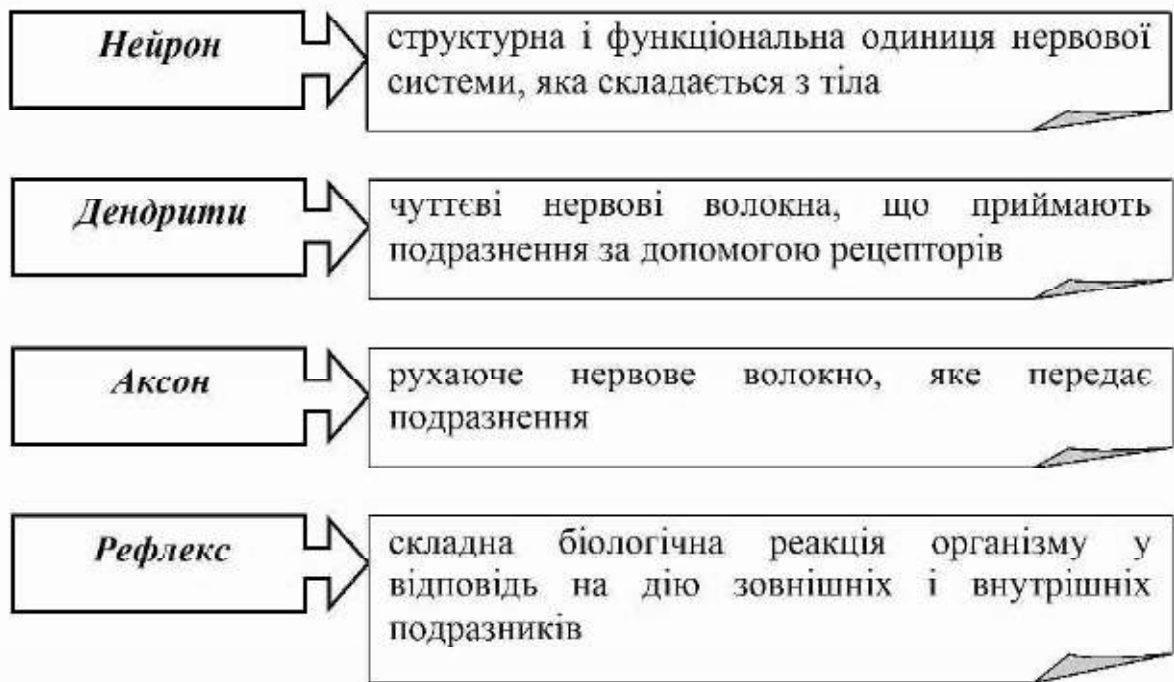 Нейрон
структурна і функціональна одиниця нервової
системи, яка складається з тіла
Дендрити
чуттєві нервові волокна, що приймають
подразнення за допомогою рецепторів
Аксон
рухаюче нервове волокно, яке передає
подразнення
Рефлекс
складна біологічна реакція організму у
відповідь на дію зовнішніх і внутрішніх
подразників